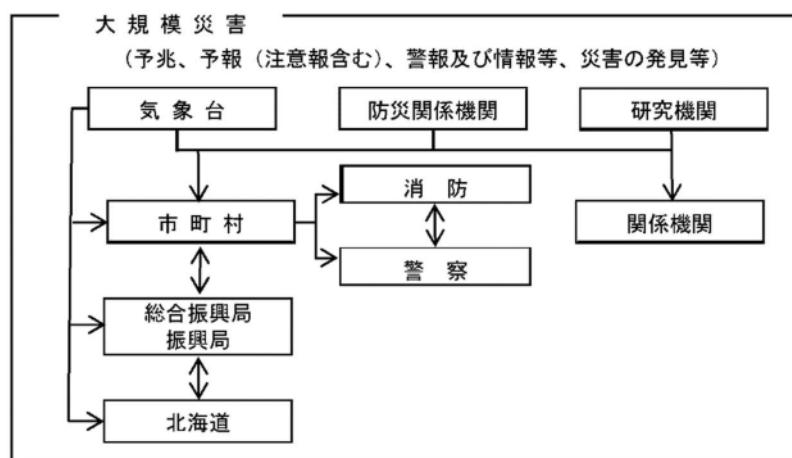 大規模災害
(予兆、予報(注意報含む)、警報及び情報等、災害の発見等)
気象台
防災関係機関
研究機関
消防
市町村
関係機関
警察
総合振興局
振興局
北海道